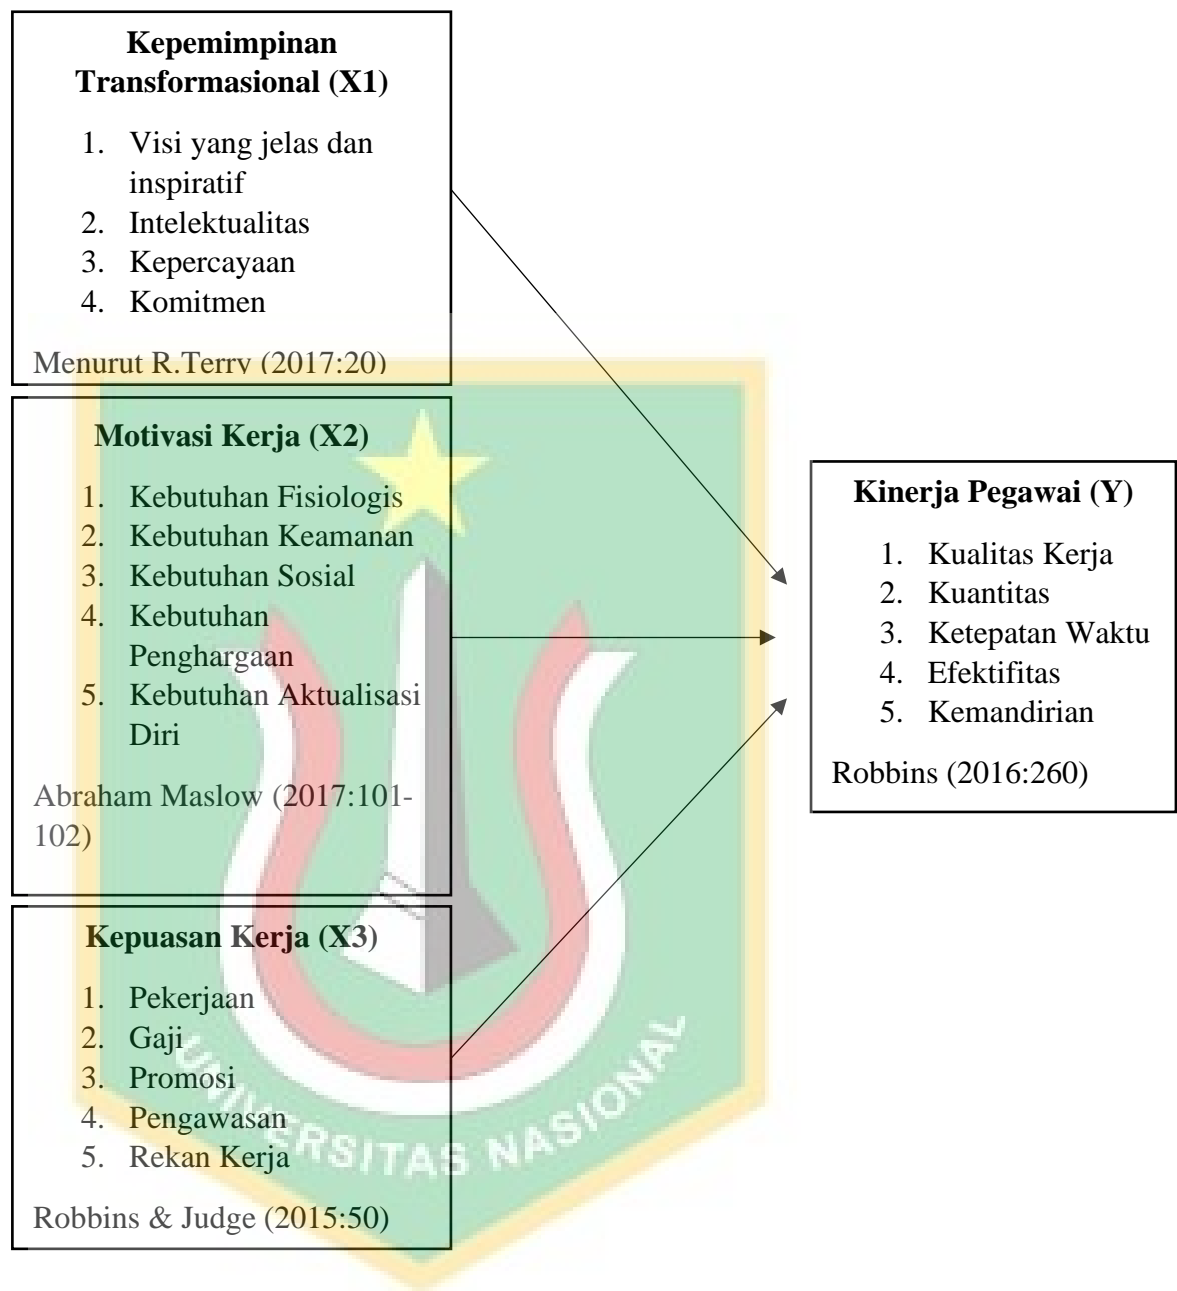 Kepemimpinan
Transformasional (X1)
1. Visi yang jelas dan
inspiratif
2. Intelektualitas
3. Kepercayaan
4. Komitmen
Menurut R.Terry (2017:20)
Motivasi Kerja (X2)
1. Kebutuhan Fisiologis
2. Kebutuhan Keamanan
3. Kebutuhan Sosial
4. Kebutuhan
Penghargaan
5. Kebutuhan Aktualisasi
Diri
Abraham Maslow (2017:101-
102)
Kepuasan Kerja (X3)
1. Pekerjaan
2. Gaji
3. Promosi
4. Pengawasan
5. Rekan Kerja
Robbins & Judge (2015:50)
Kinerja Pegawai (Y)
1. Kualitas Kerja
2. Kuantitas
3. Ketepatan Waktu
4. Efektifitas
5. Kemandirian
Robbins (2016:260)
UNIVERSITAS NASIONAL